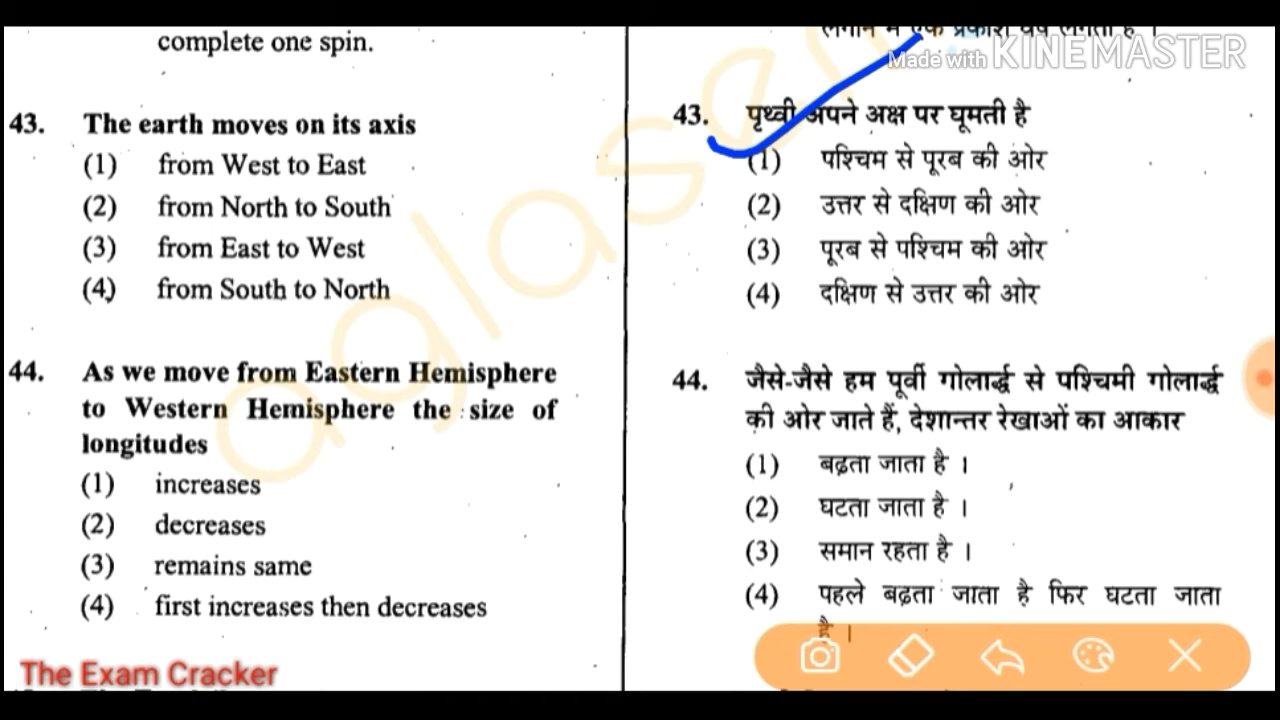 complete one spin.
43. The earth moves on its axis
(1) from West to East
(2) from North to South
(3) from East to West
(4) from South to North
44. As we move from Eastern Hemisphere
to Western Hemisphere the size of
longitudes
(1) increases
(2) decreases
(3) remains same
(4) first increases then decreases
The Exam Cracker
Made with KINEMASTER
43. पृथ्वी अपने अक्ष पर घूमती है
(1) पश्चिम से पूरब की ओर
(2) उत्तर से दक्षिण की ओर
(3) पूरब से पश्चिम की ओर
(4) दक्षिण से उत्तर की ओर
44. जैसे-जैसे हम पूर्वी गोलार्द्ध से पश्चिमी गोलार्द्ध
की ओर जाते हैं, देशान्तर रेखाओं का आकार
(1) बढ़ता जाता है ।
(2) घटता जाता है ।
(3) समान रहता है ।
(4) पहले बढ़ता जाता है फिर घटता जाता
है ।